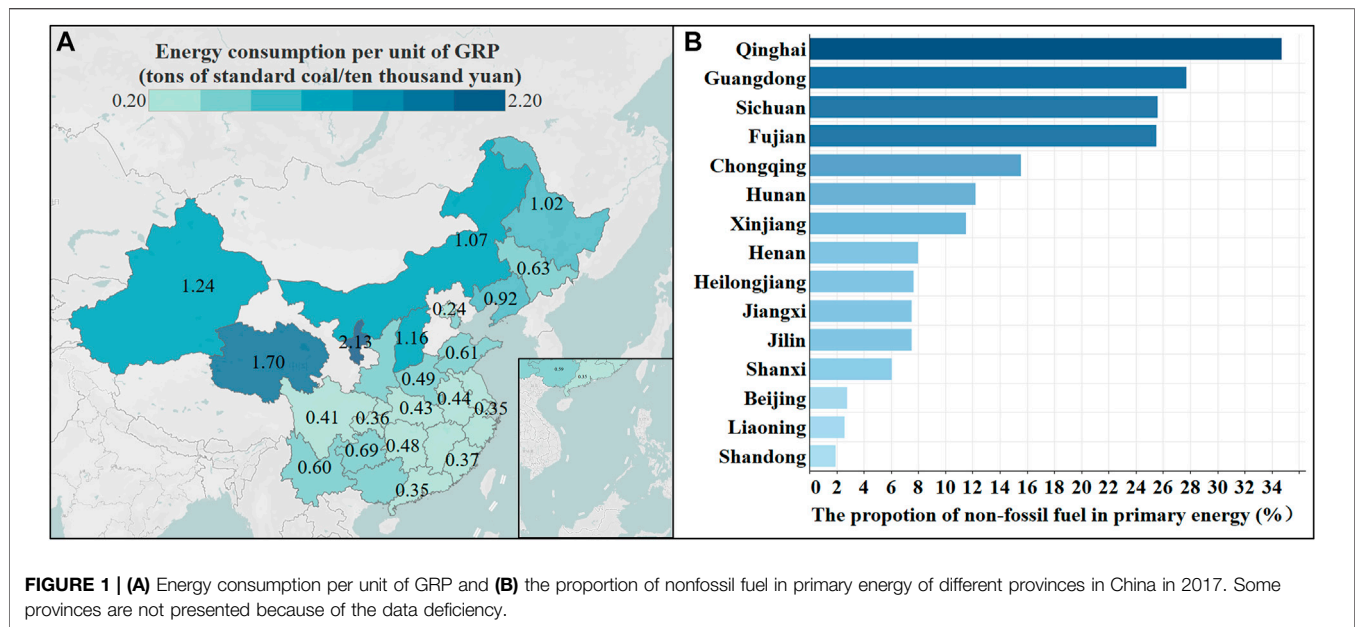 A
Energy consumption per unit of GRP
(tons of standard coal/ten thousand yuan)
0.20
2.20
1.02
1.07
0.63
1.24
0.24
0.92
2.13
1.16
1.70
0.61
0.49
0.44
0.41
0.36
0.43
0.35
0.69
0.48
0.60
0.37
0.35
B
Qinghai
Guangdong
Sichuan
Fujian
Chongqing
Hunan
Xinjiang
Henan
Heilongjiang
Jiangxi
Jilin
Shanxi
Beijing
Liaoning
Shandong
0 2 4 6 8 10 12 14 16 18 20 22 24 26 28 30 32 34
The propotion of non-fossil fuel in primary energy (%）
FIGURE 1 | (A) Energy consumption per unit of GRP and (B) the proportion of nonfossil fuel in primary energy of different provinces in China in 2017. Some
provinces are not presented because of the data deficiency.